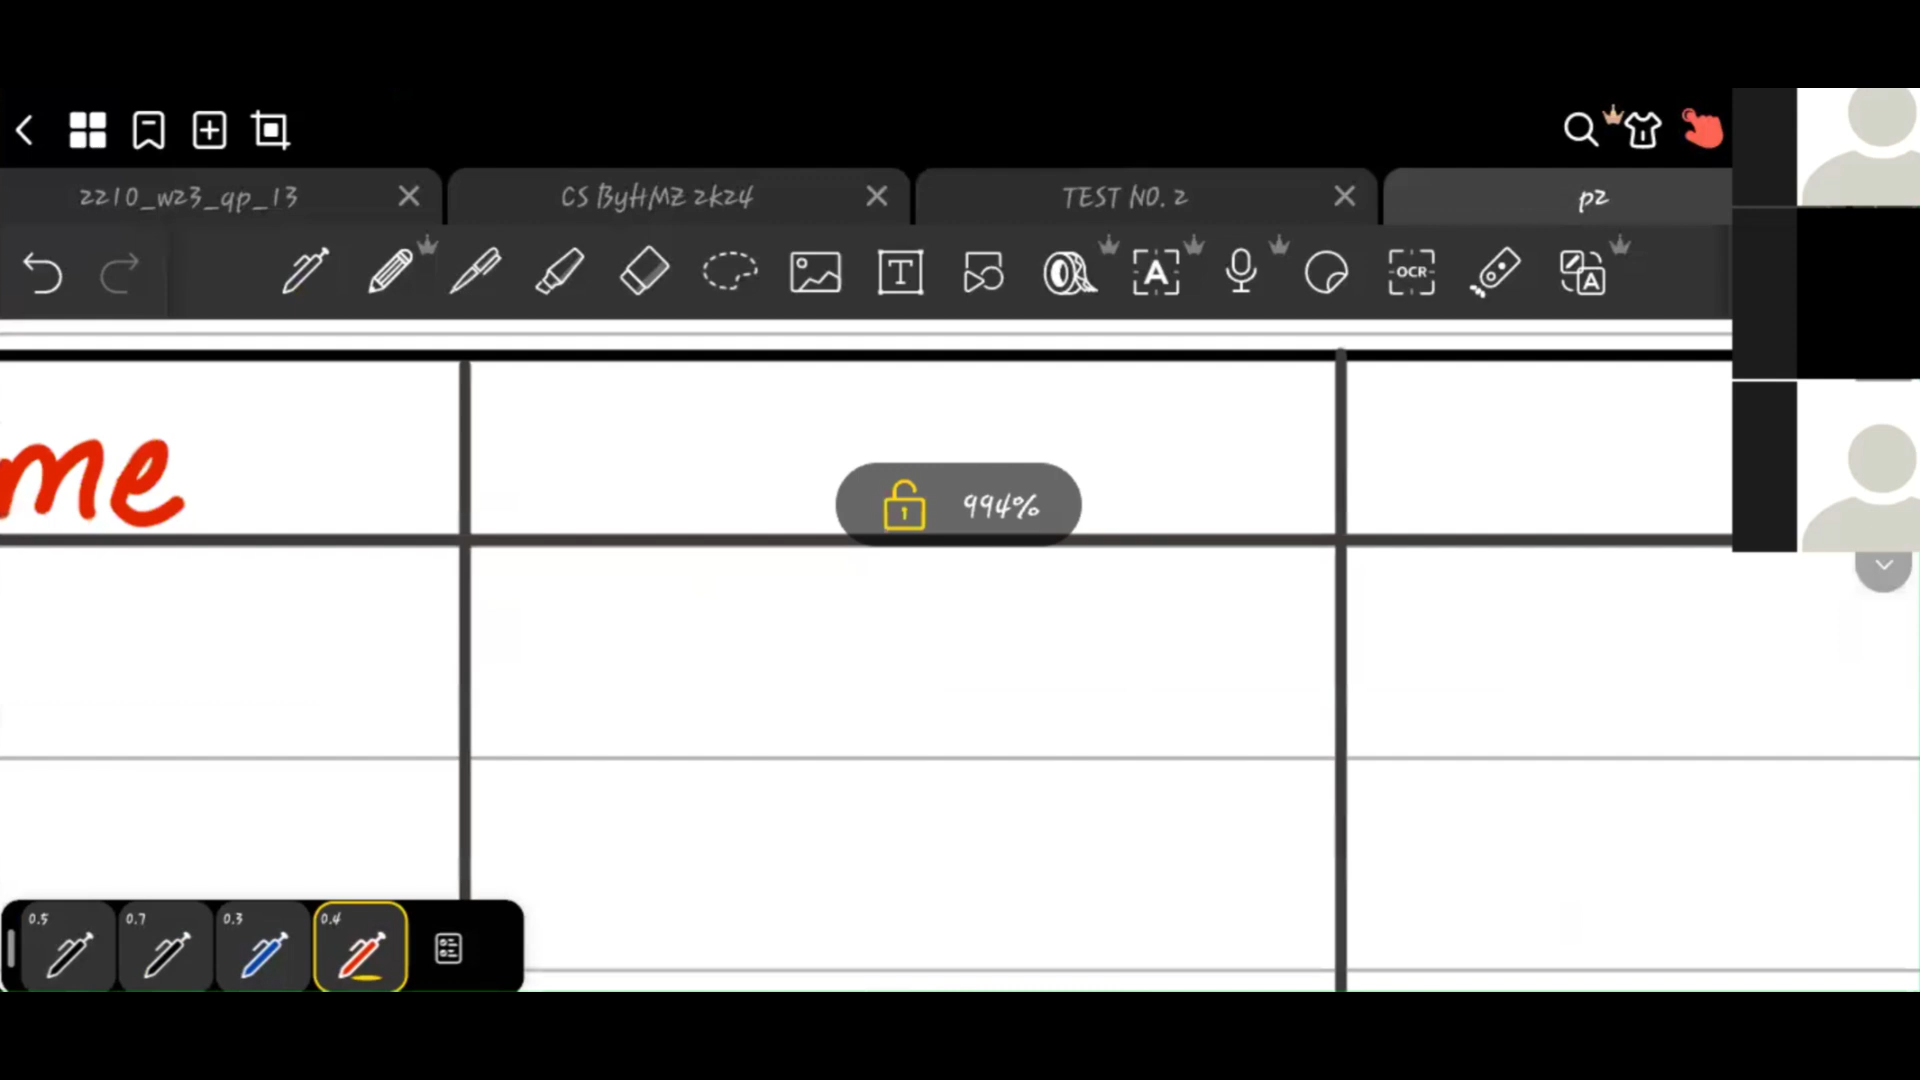 2210_w23_qp_13
CS ByHMZ 2k24
TEST NO. 2
p2
T
A
OCR
A
me
994%
0.5
0.7
0.3
0.4